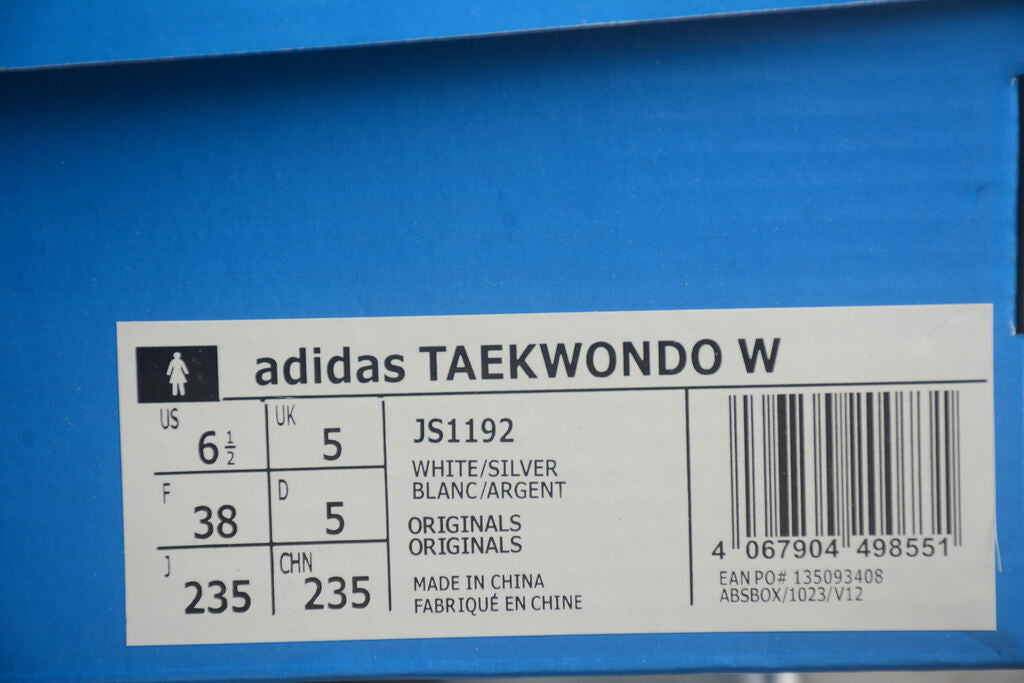 adidas TAEKWONDO W
US 6 1/2
UK 5
F 38
D 5
J 235
CHN 235
JS1192
WHITE/SILVER
BLANC/ARGENT
ORIGINALS
ORIGINALS
MADE IN CHINA
FABRIQUÉ EN CHINE
4 067904 498551
EAN PO# 135093408
ABSBOX/1023/V12